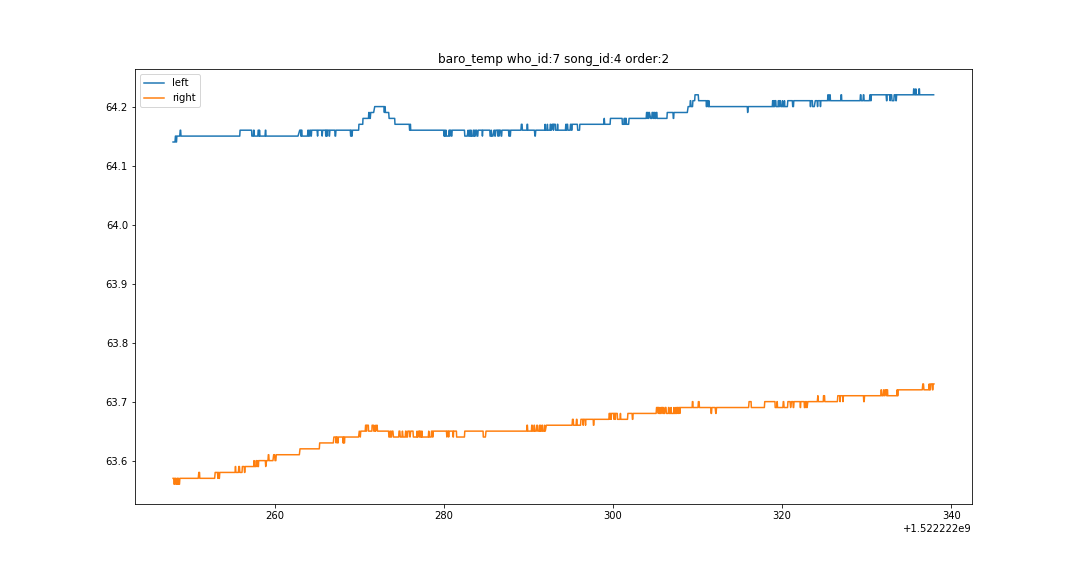 baro_temp who_id:7 song_id:4 order:2
left
right
64.2
64.1
64.0
63.9
63.8
63.7
63.6
260 280 300 320 340
+1.522222e9